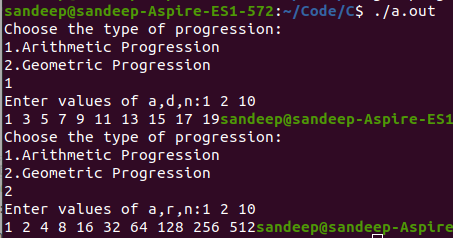 sandeep@sandeep-Aspire-ES1-572:~/Code/C$ ./a.out
Choose the type of progression:
1.Arithmetic Progression
2.Geometric Progression
1
Enter values of a,d,n:1 2 10
1 3 5 7 9 11 13 15 17 19sandeep@sandeep-Aspire-ES1
Choose the type of progression:
1.Arithmetic Progression
2.Geometric Progression
2
Enter values of a,r,n:1 2 10
1 2 4 8 16 32 64 128 256 512sandeep@sandeep-Aspire